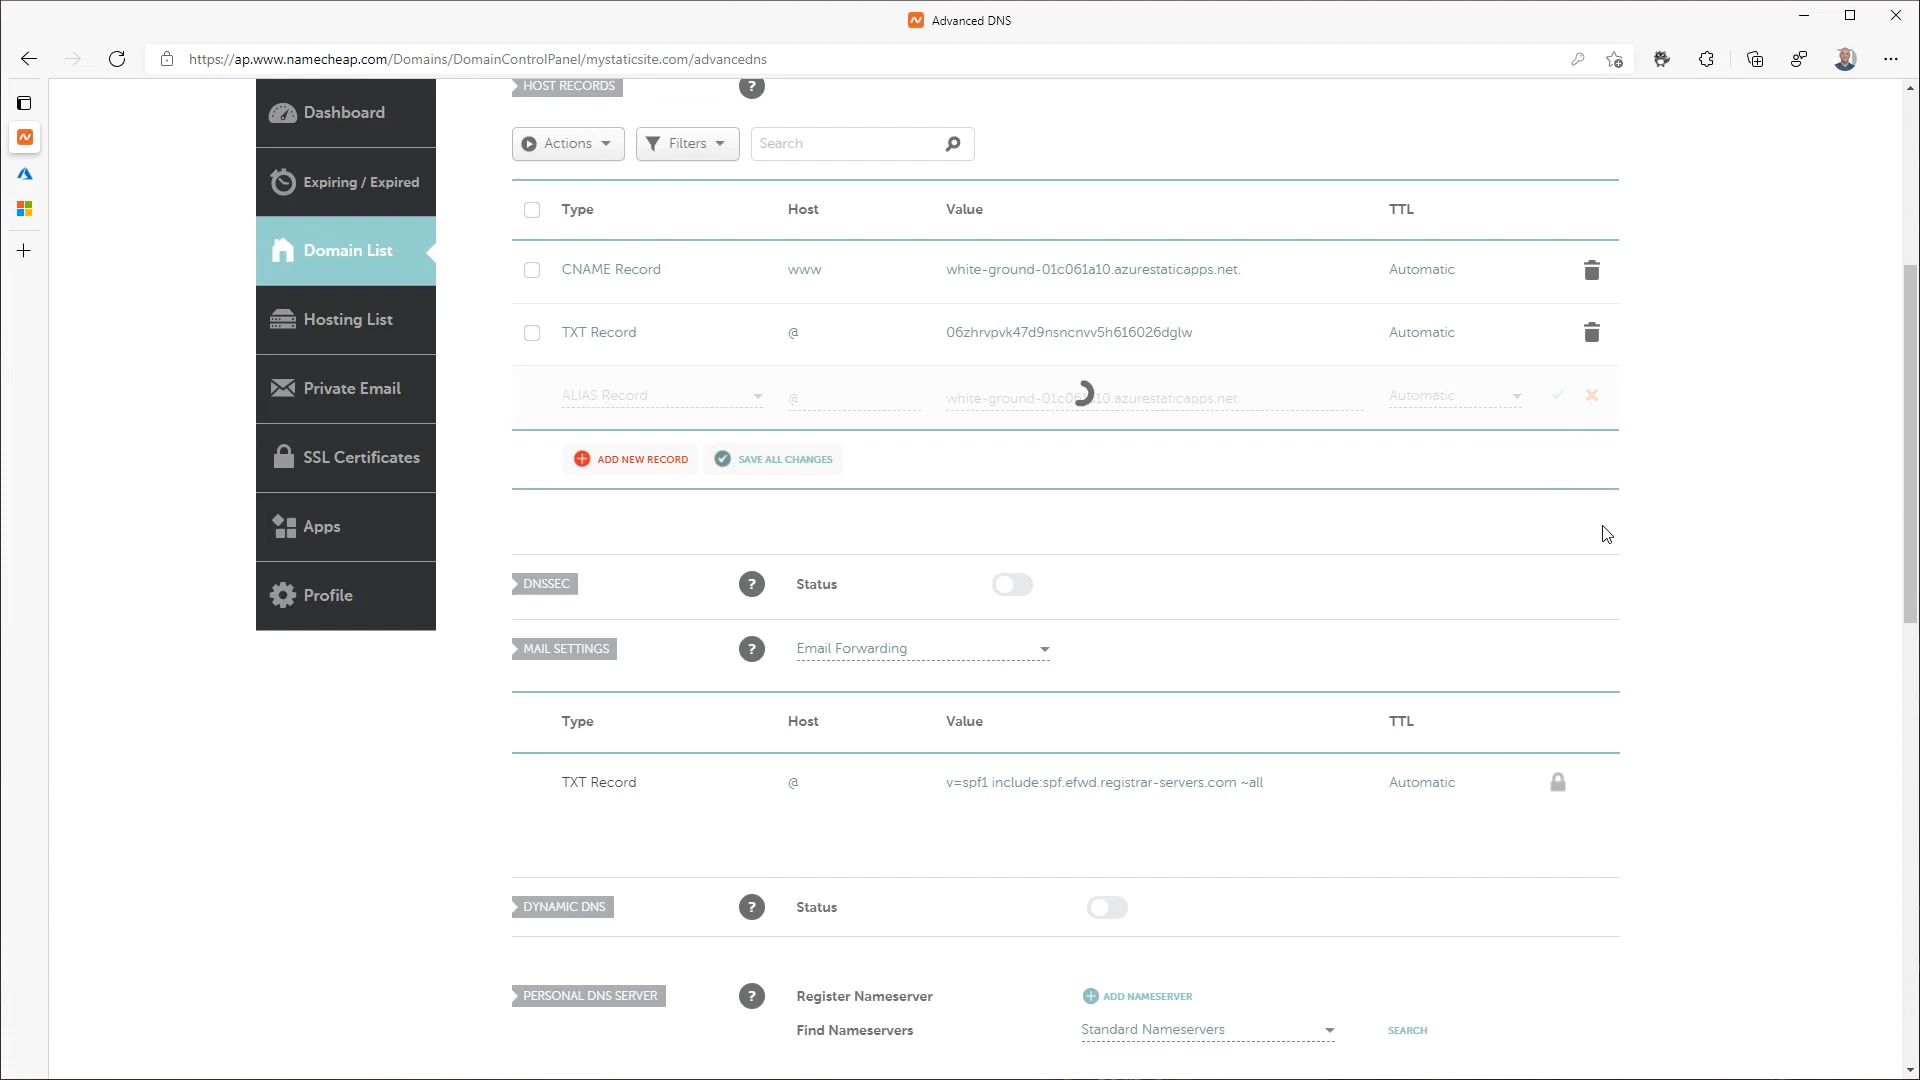 Advanced DNS
https://ap.www.namecheap.com/Domains/DomainControlPanel/mystaticsite.com/advancedns
HOST RECORDS ?
Dashboard
Expiring / Expired
Domain List
Hosting List
Private Email
SSL Certificates
Apps
Profile
Actions Filters Search
Type Host Value TTL
CNAME Record www white-ground-01c061a10.azurestaticapps.net. Automatic
TXT Record @ 06zhrvpvk47d9nsncnvv5h616026dglw Automatic
ALIAS Record @ white-ground-01c061a10.azurestaticapps.net Automatic
ADD NEW RECORD SAVE ALL CHANGES
DNSSEC ? Status
MAIL SETTINGS ? Email Forwarding
Type Host Value TTL
TXT Record @ v=spf1 include:spf.efwd.registrar-servers.com ~all Automatic
DYNAMIC DNS ? Status
PERSONAL DNS SERVER ? Register Nameserver ADD NAMESERVER
Find Nameservers Standard Nameservers SEARCH